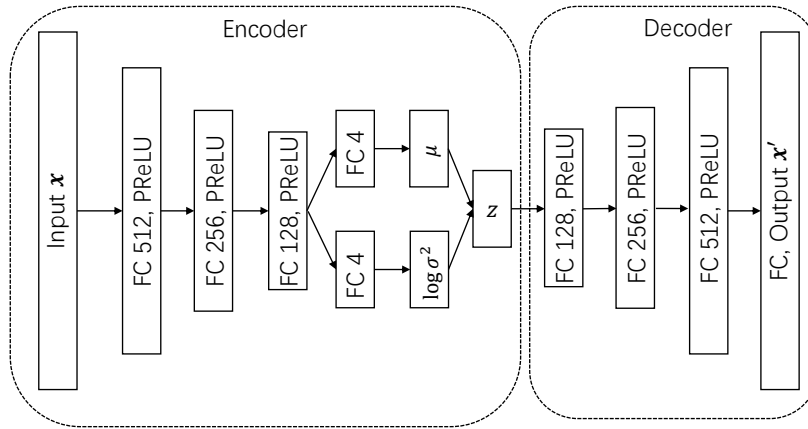 Encoder
Decoder
Input 𝒙
FC 512, PReLU
FC 256, PReLU
FC 128, PReLU
FC 4
μ
FC 4
log σ²
z
FC 128, PReLU
FC 256, PReLU
FC 512, PReLU
FC, Output 𝒙′